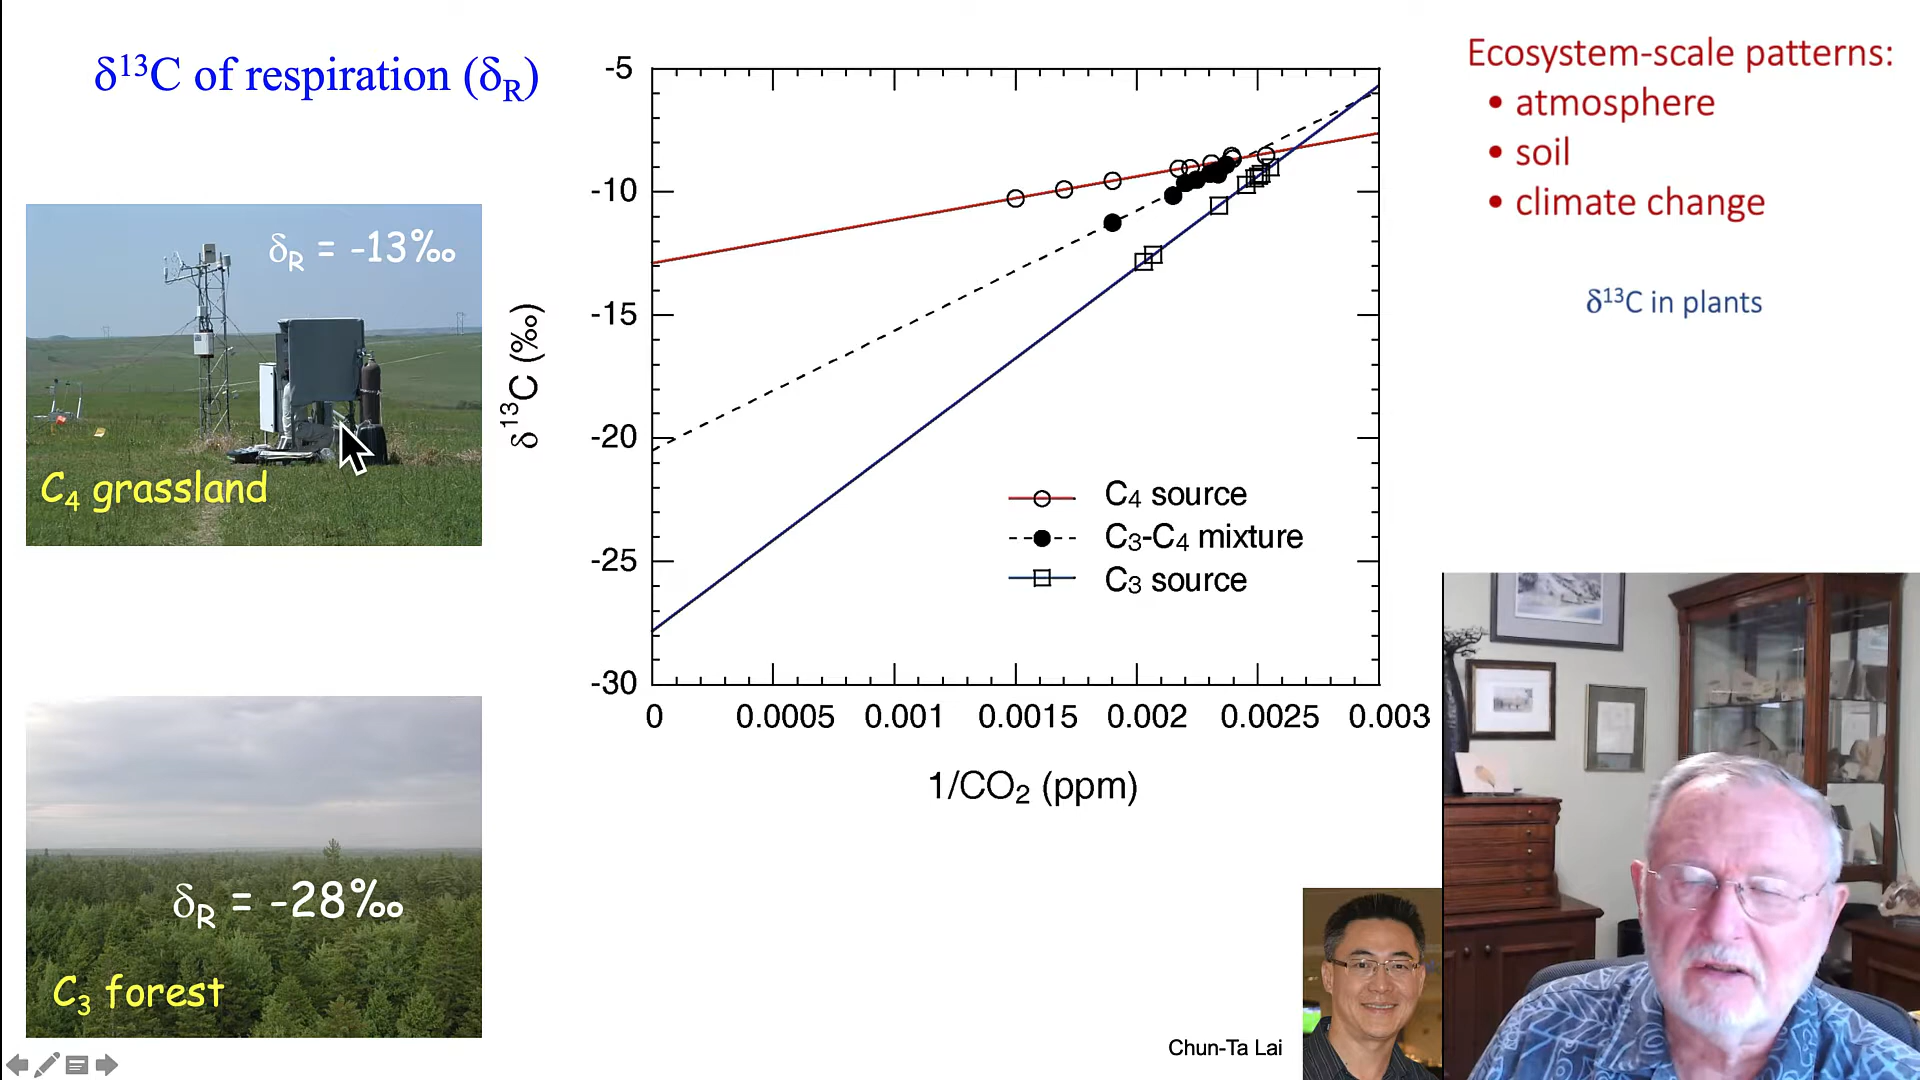 δ¹³C of respiration (δR)
δR = -13‰
C₄ grassland
δR = -28‰
C₃ forest
-5
-10
-15
-20
-25
-30
δ¹³C (‰)
C₄ source
C₃-C₄ mixture
C₃ source
0 0.0005 0.001 0.0015 0.002 0.0025 0.003
1/CO₂ (ppm)
Chun-Ta Lai
Ecosystem-scale patterns:
• atmosphere
• soil
• climate change
δ¹³C in plants